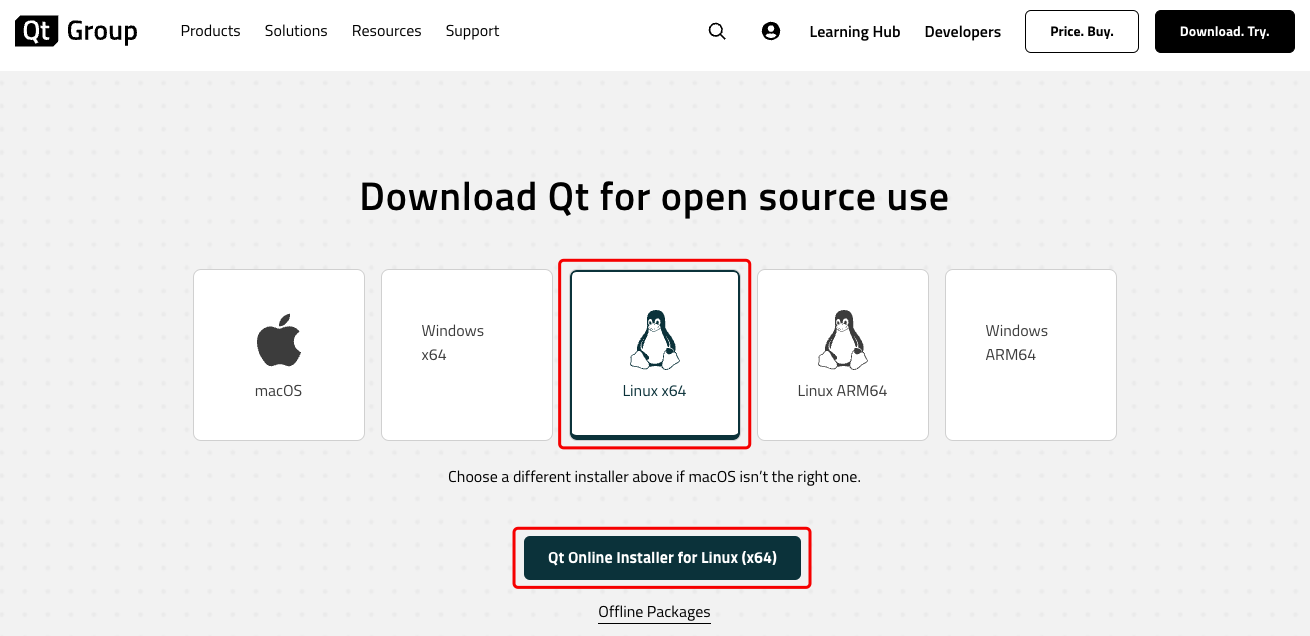 Qt Group
Products Solutions Resources Support Learning Hub Developers Price. Buy. Download. Try.
Download Qt for open source use
macOS
Windows
x64
Linux x64
Linux ARM64
Windows
ARM64
Choose a different installer above if macOS isn’t the right one.
Qt Online Installer for Linux (x64)
Offline Packages